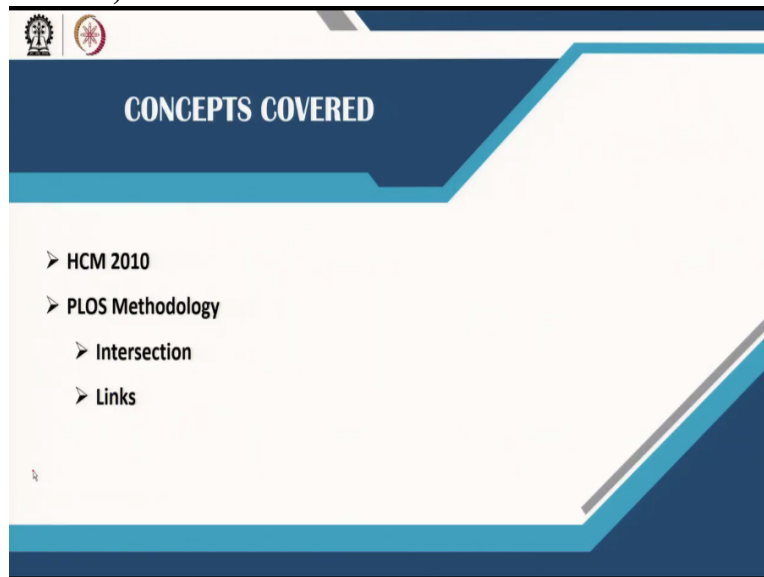 CONCEPTS COVERED
HCM 2010
PLOS Methodology
Intersection
Links